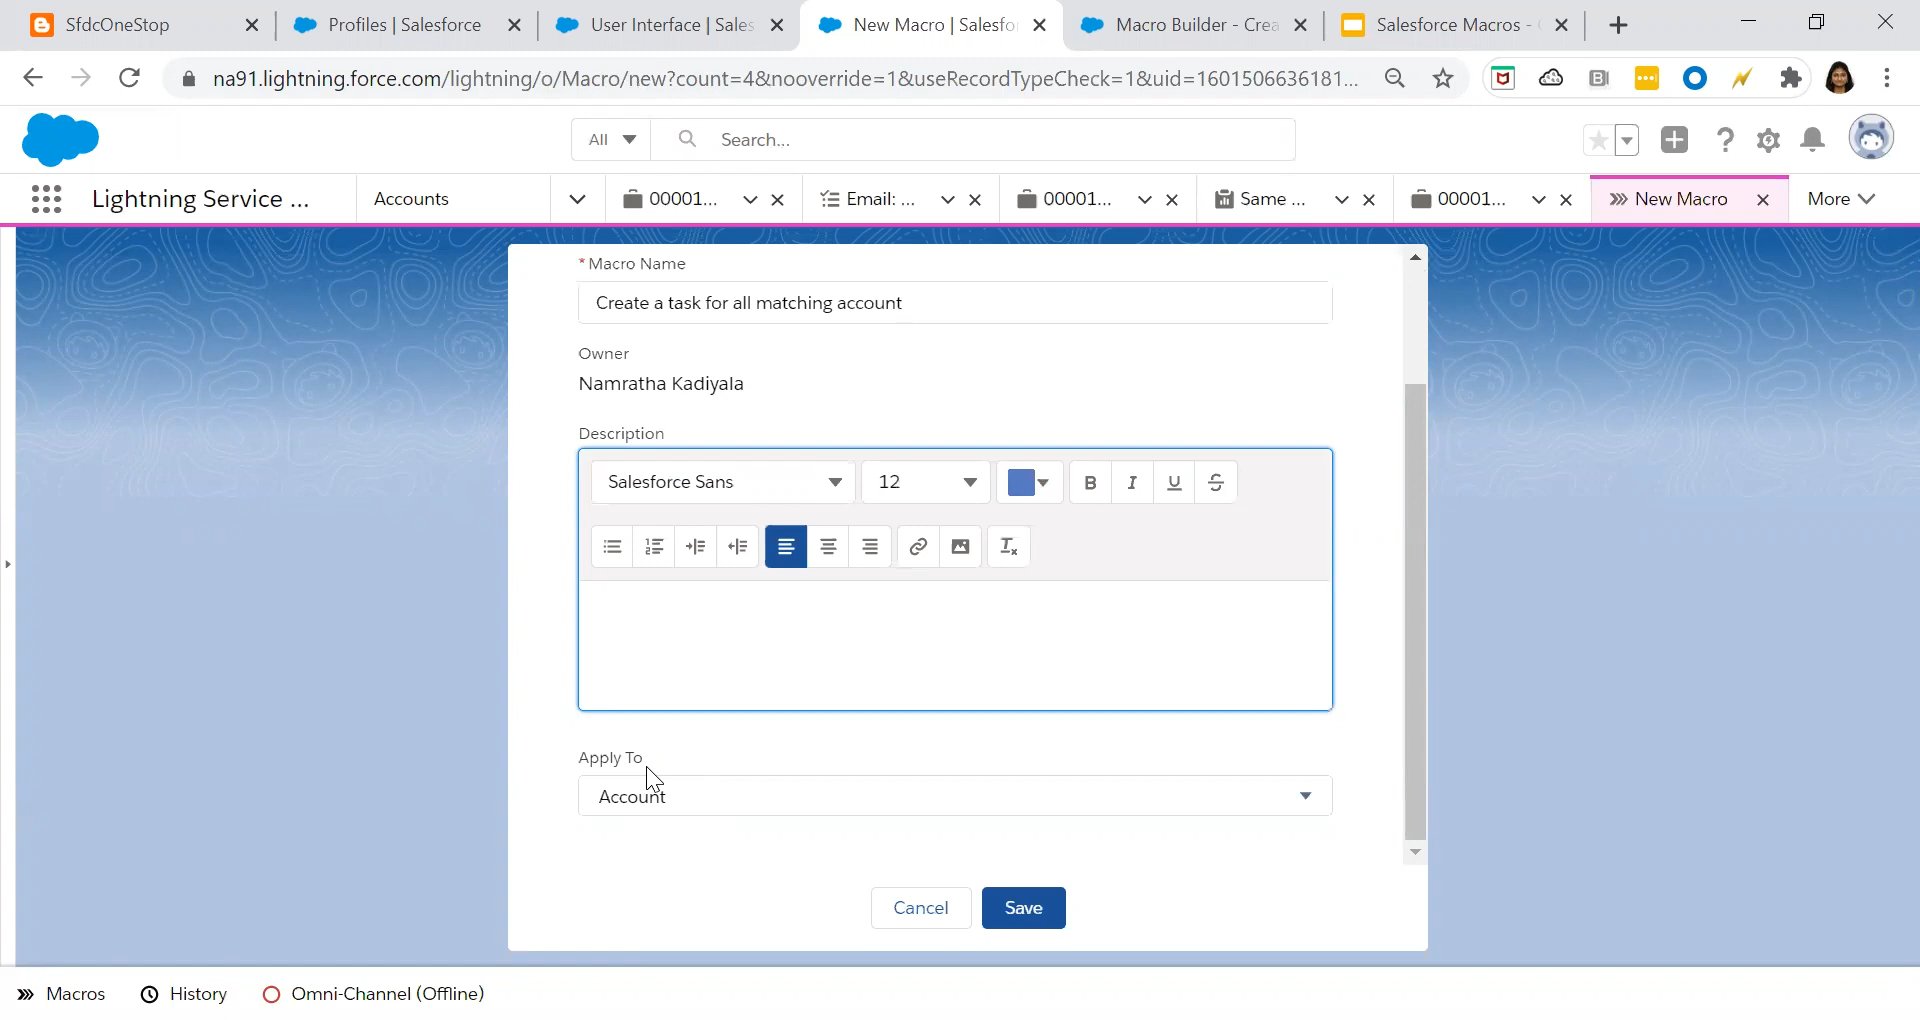 SfdcOneStop
Profiles | Salesforce
User Interface | Sales
New Macro | Salesfo
Macro Builder - Crea
Salesforce Macros -
na91.lightning.force.com/lightning/o/Macro/new?count=4&nooverride=1&useRecordTypeCheck=1&uid=1601506636181...
All
Search...
Lightning Service ...
Accounts
00001...
Email: ...
00001...
Same ...
00001...
New Macro
More
* Macro Name
Create a task for all matching account
Owner
Namratha Kadiyala
Description
Salesforce Sans
12
B I U S
Apply To
Account
Cancel
Save
Macros
History
Omni-Channel (Offline)